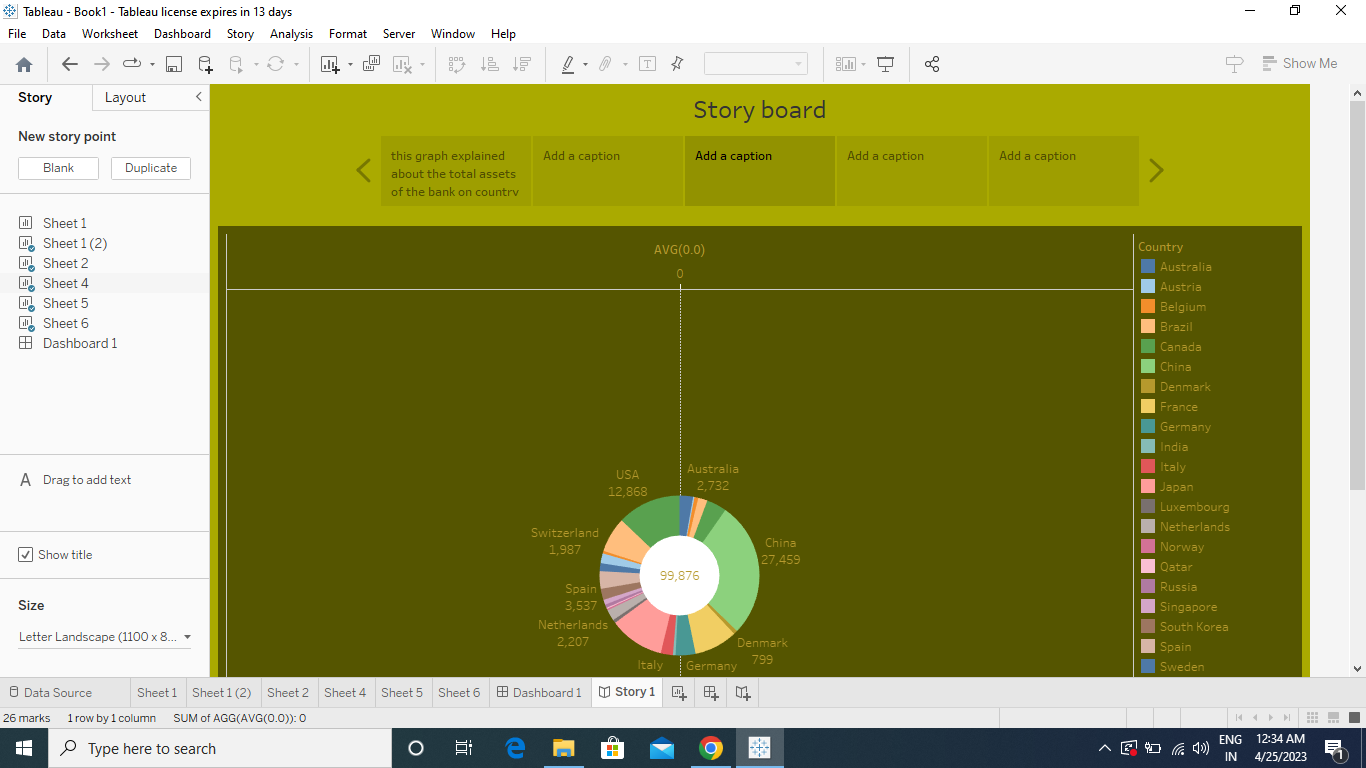 Tableau - Book1 - Tableau license expires in 13 days
File Data Worksheet Dashboard Story Analysis Format Server Window Help
Show Me
Story Layout
New story point
Blank Duplicate
Sheet 1
Sheet 1 (2)
Sheet 2
Sheet 4
Sheet 5
Sheet 6
Dashboard 1
A Drag to add text
Show title
Size
Letter Landscape (1100 x 8...
Story board
this graph explained
about the total assets
of the bank on country
Add a caption
Add a caption
Add a caption
Add a caption
AVG(0.0)
0
USA
12,868
Australia
2,732
Switzerland
1,987
China
27,459
99,876
Spain
3,537
Netherlands
2,207
Denmark
799
Italy
Germany
Country
Australia
Austria
Belgium
Brazil
Canada
China
Denmark
France
Germany
India
Italy
Japan
Luxembourg
Netherlands
Norway
Qatar
Russia
Singapore
South Korea
Spain
Sweden
Data Source Sheet 1 Sheet 1 (2) Sheet 2 Sheet 4 Sheet 5 Sheet 6 Dashboard 1 Story 1
26 marks 1 row by 1 column SUM of AGG(AVG(0.0)): 0
Type here to search
ENG
IN
12:34 AM
4/25/2023
1